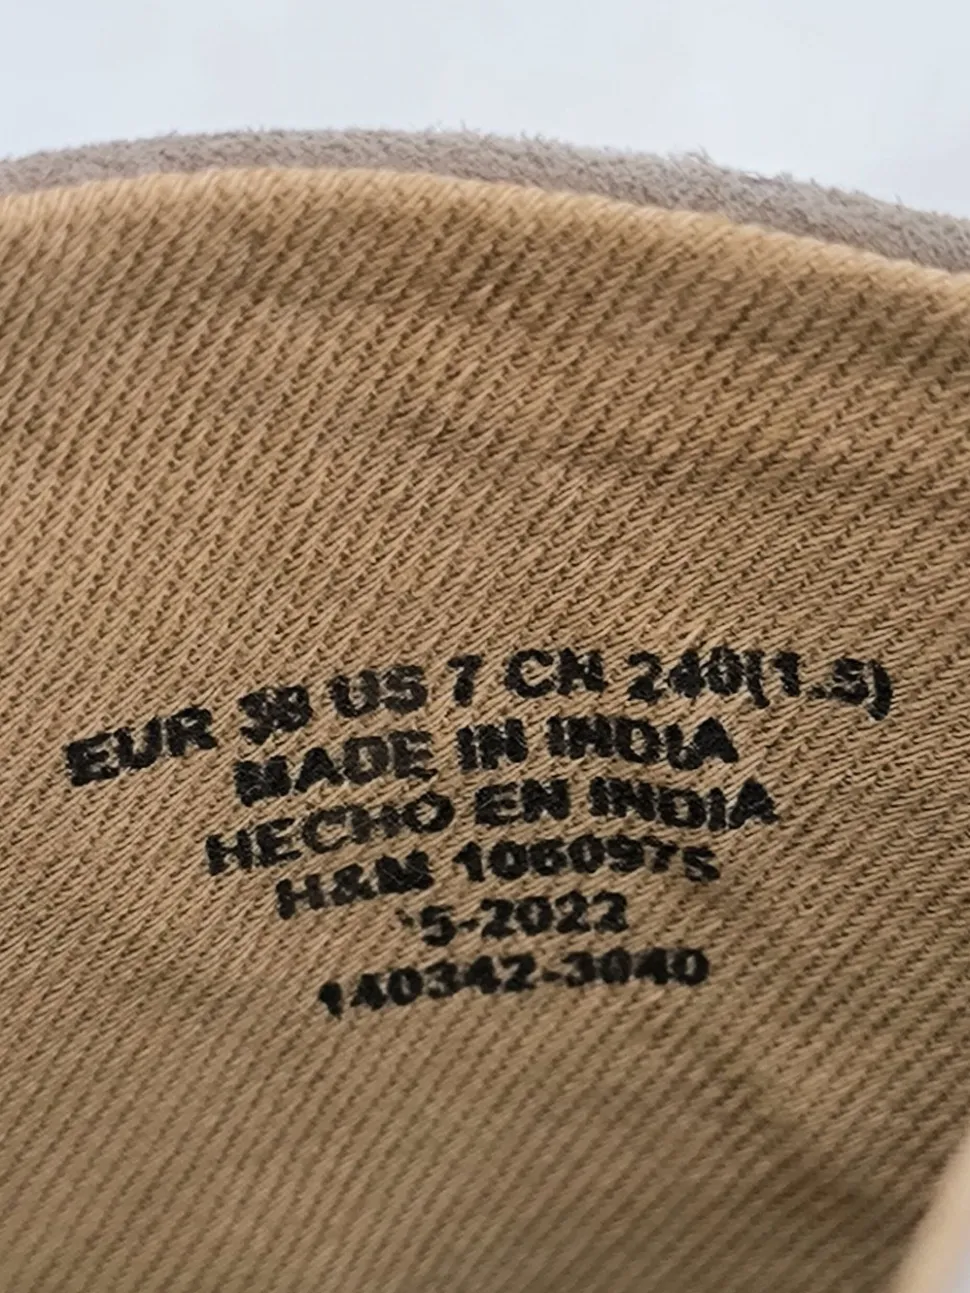 EUR 38 US 7 CN 240(1.5)
MADE IN INDIA
HECHO EN INDIA
H&M 1060975
5-2022
140342-3040